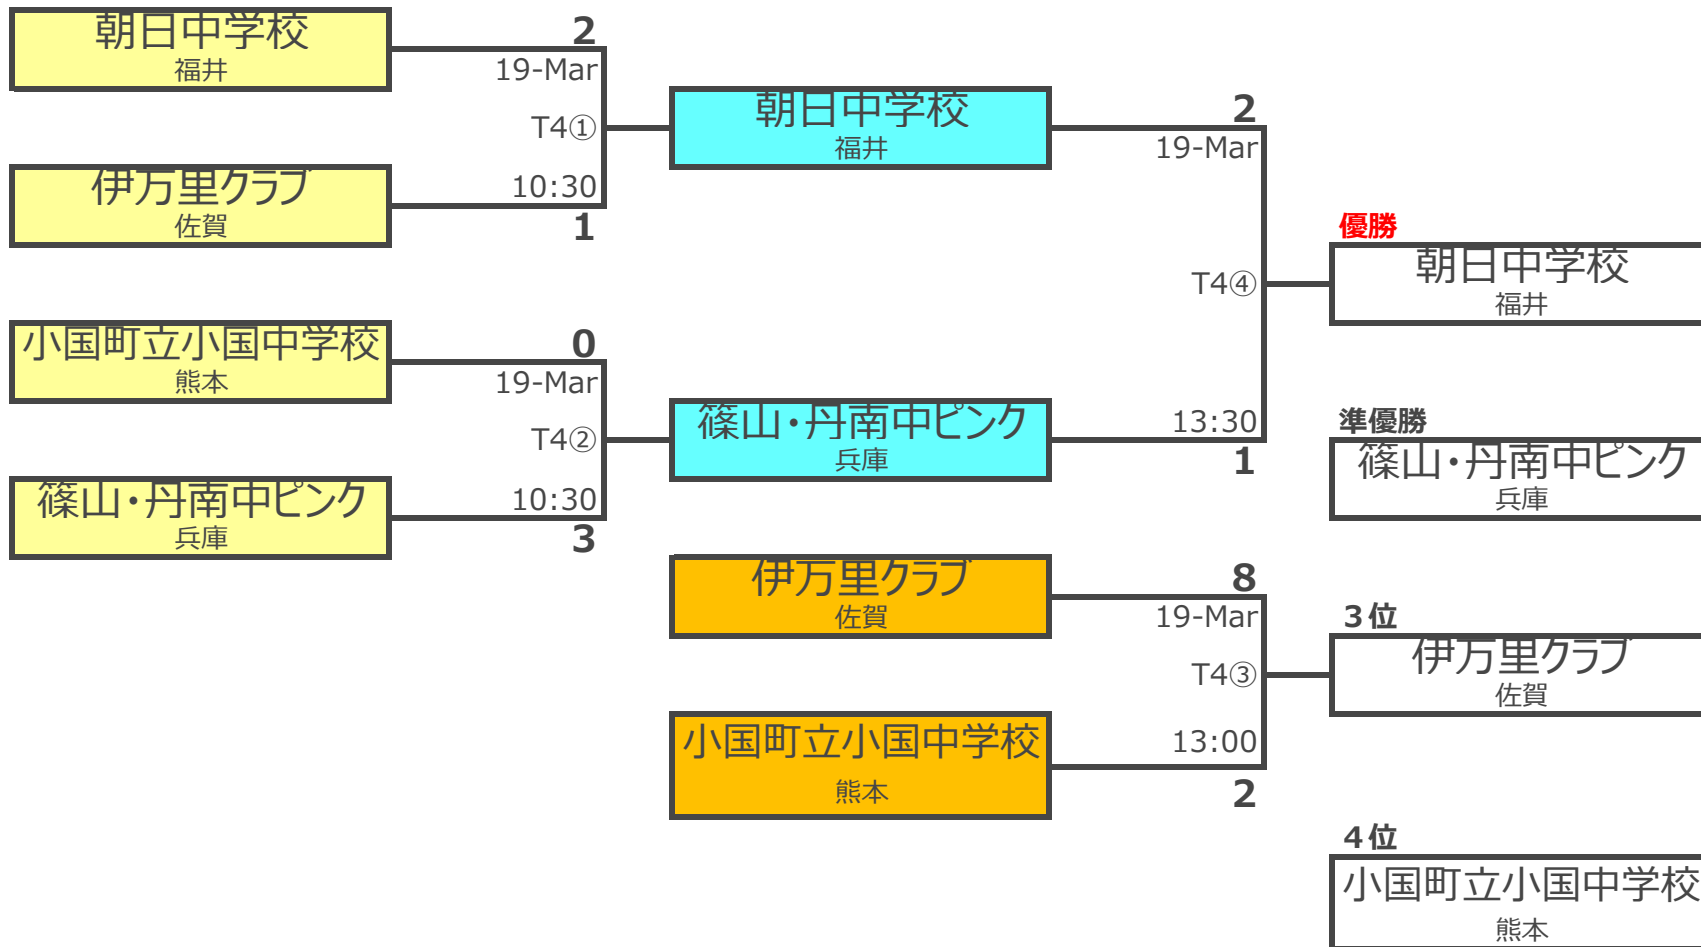 朝日中学校
福井
2
19-Mar
T4①
伊万里クラブ
佐賀
10:30
1
小国町立小国中学校
熊本
0
19-Mar
T4②
篠山・丹南中ピンク
兵庫
10:30
3
朝日中学校
福井
2
19-Mar
T4④
篠山・丹南中ピンク
兵庫
13:30
1
伊万里クラブ
佐賀
8
19-Mar
T4③
小国町立小国中学校
熊本
13:00
2
優勝
朝日中学校
福井
準優勝
篠山・丹南中ピンク
兵庫
３位
伊万里クラブ
佐賀
４位
小国町立小国中学校
熊本